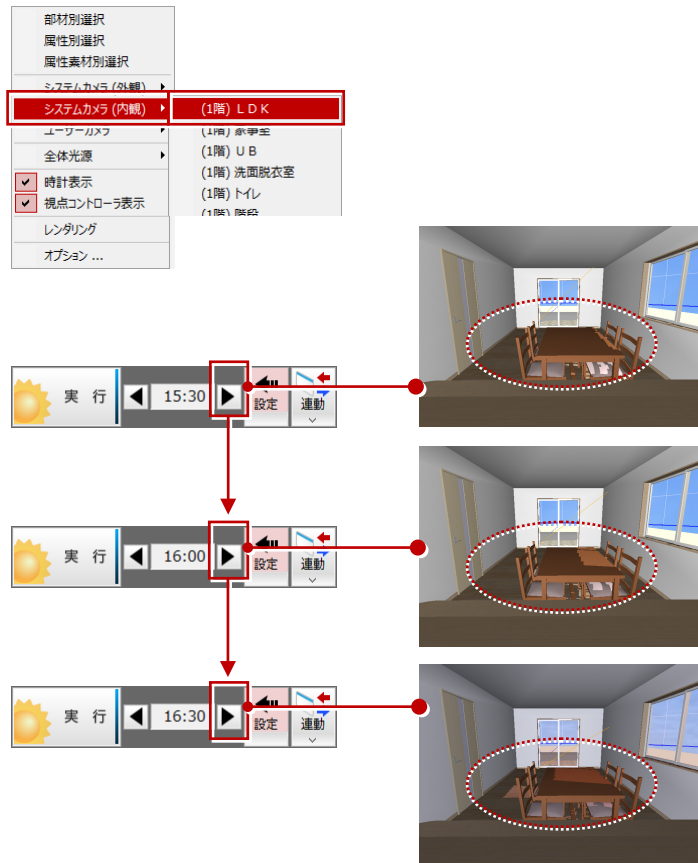 部材別選択
属性別選択
属性素材別選択
システムカメラ (外観)
システムカメラ (内観)
(1階) ＬＤＫ
ユーザーカメラ
(1階) 家事室
全体光源
(1階) ＵＢ
(1階) 洗面脱衣室
時計表示
(1階) トイレ
視点コントローラ表示
(1階) 階段
レンダリング
オプション ...
実 行
15:30
設定
連動
実 行
16:00
設定
連動
実 行
16:30
設定
連動